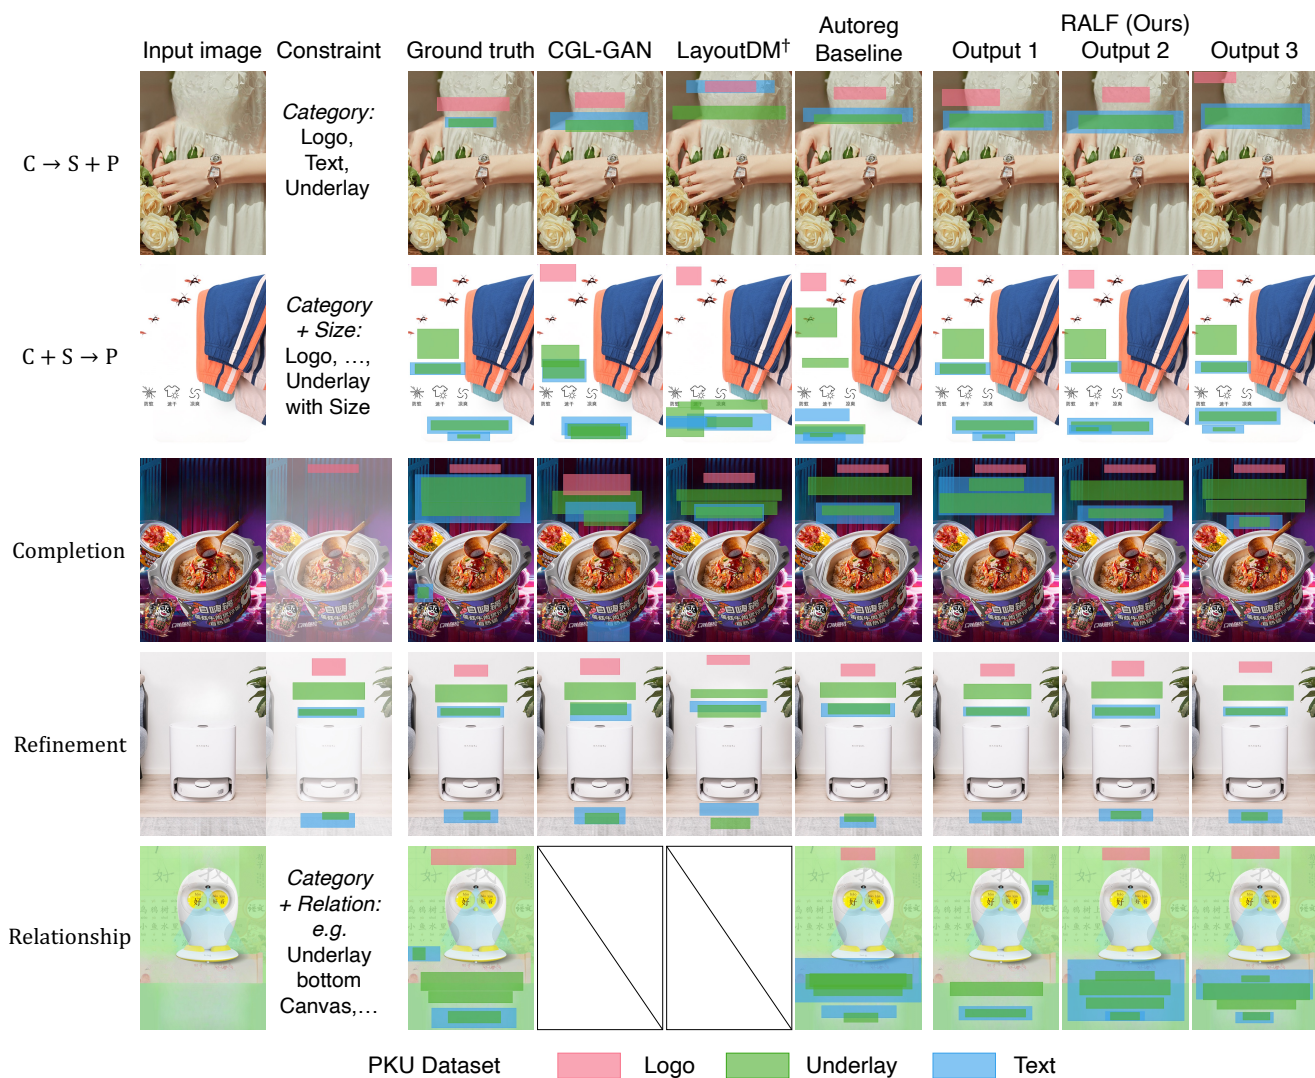 Input image Constraint Ground truth CGL-GAN LayoutDM† Autoreg Baseline RALF (Ours)
Output 1 Output 2 Output 3
C → S + P
Category:
Logo,
Text,
Underlay
C + S → P
Category
+ Size:
Logo, …,
Underlay
with Size
Completion
Refinement
Relationship
Category
+ Relation:
e.g.
Underlay
bottom
Canvas,…
PKU Dataset Logo Underlay Text